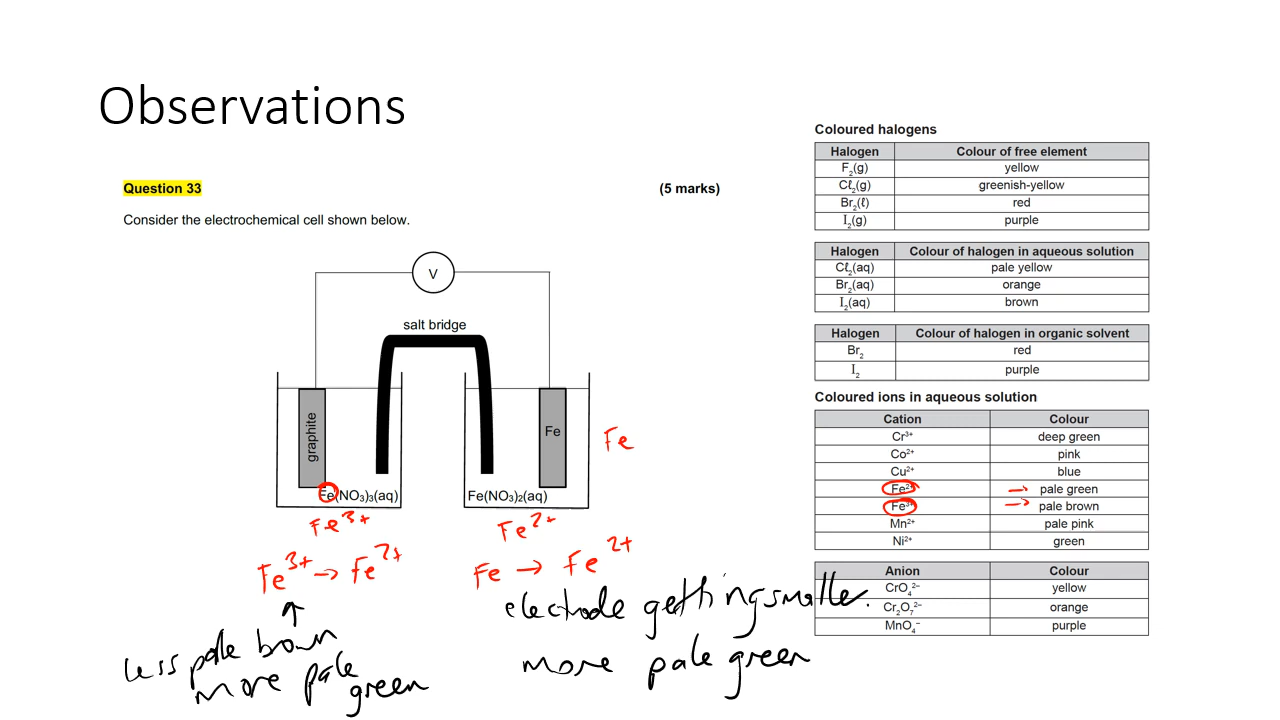 Observations
Question 33 (5 marks)
Consider the electrochemical cell shown below.
V
salt bridge
graphite
Fe
Fe
Fe(NO₃)₃(aq)
Fe(NO₃)₂(aq)
Fe³⁺
Fe²⁺
Fe³⁺ → Fe²⁺
Fe → Fe²⁺
less pale brown
more pale
green
electrode getting smaller.
more pale green
Coloured halogens
Halogen Colour of free element
F₂(g) yellow
Cℓ₂(g) greenish-yellow
Br₂(ℓ) red
I₂(g) purple
Halogen Colour of halogen in aqueous solution
Cℓ₂(aq) pale yellow
Br₂(aq) orange
I₂(aq) brown
Halogen Colour of halogen in organic solvent
Br₂ red
I₂ purple
Coloured ions in aqueous solution
Cation Colour
Cr³⁺ deep green
Co²⁺ pink
Cu²⁺ blue
Fe²⁺ → pale green
Fe³⁺ → pale brown
Mn²⁺ pale pink
Ni²⁺ green
Anion Colour
CrO₄²⁻ yellow
Cr₂O₇²⁻ orange
MnO₄⁻ purple